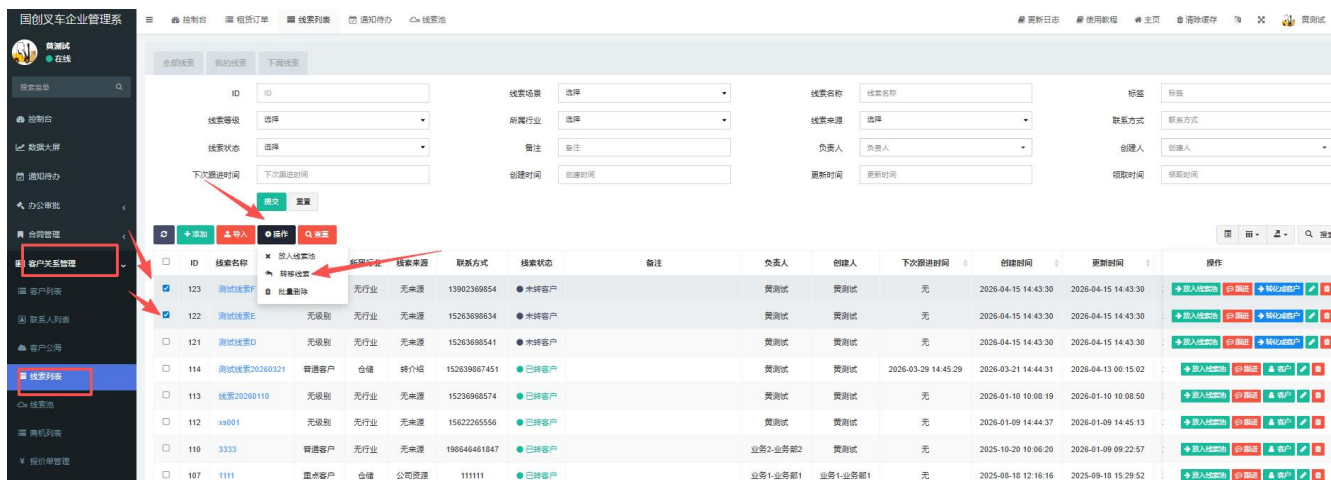 国创叉车企业管理系
控制台 租赁订单 线索列表 通知待办 线索池
更新日志 使用教程 主页 清除缓存 黄测试
黄测试
在线
搜索菜单
控制台
数据大屏
通知待办
办公审批
合同管理
客户关系管理
客户列表
联系人列表
客户公海
线索列表
线索池
商机列表
¥ 报价单管理
全部线索 我的线索 下属线索
ID ID 线索场景 选择 线索名称 线索名称 标签 标签
线索等级 选择 所属行业 选择 线索来源 选择 联系方式 联系方式
线索状态 选择 备注 备注 负责人 负责人 创建人 创建人
下次跟进时间 下次跟进时间 创建时间 创建时间 更新时间 更新时间 领取时间 领取时间
提交 重置
+添加 导入 操作 查重
放入线索池
转移线索
批量删除
ID 线索名称 所属行业 线索来源 联系方式 线索状态 备注 负责人 创建人 下次跟进时间 创建时间 更新时间 操作
123 测试线索F 无行业 无来源 13902369854 未转客户 黄测试 黄测试 无 2026-04-15 14:43:30 2026-04-15 14:43:30 放入线索池 跟进 转化成客户
122 测试线索E 无级别 无行业 无来源 15263698634 未转客户 黄测试 黄测试 无 2026-04-15 14:43:30 2026-04-15 14:43:30 放入线索池 跟进 转化成客户
121 测试线索D 无级别 无行业 无来源 15263698541 未转客户 黄测试 黄测试 无 2026-04-15 14:43:30 2026-04-15 14:43:30 放入线索池 跟进 转化成客户
114 测试线索20260321 普通客户 仓储 转介绍 152639867451 已转客户 黄测试 黄测试 2026-03-29 14:45:29 2026-03-21 14:44:31 2026-04-13 00:15:02 放入线索池 跟进 客户
113 线索20260110 无级别 无行业 无来源 15236968574 已转客户 黄测试 黄测试 无 2026-01-10 10:08:19 2026-01-10 10:08:50 放入线索池 跟进 客户
112 xs001 无级别 无行业 无来源 15622265556 已转客户 黄测试 黄测试 无 2026-01-09 14:44:37 2026-01-09 14:45:13 放入线索池 跟进 客户
110 3333 普通客户 无行业 无来源 198646461847 已转客户 业务2-业务部2 黄测试 无 2025-10-20 10:06:20 2026-01-09 09:22:57 放入线索池 跟进 客户
107 1111 重点客户 仓储 公司资源 111111 已转客户 业务1-业务部1 业务1-业务部1 无 2025-08-18 12:16:16 2025-09-18 15:29:52 放入线索池 跟进 客户